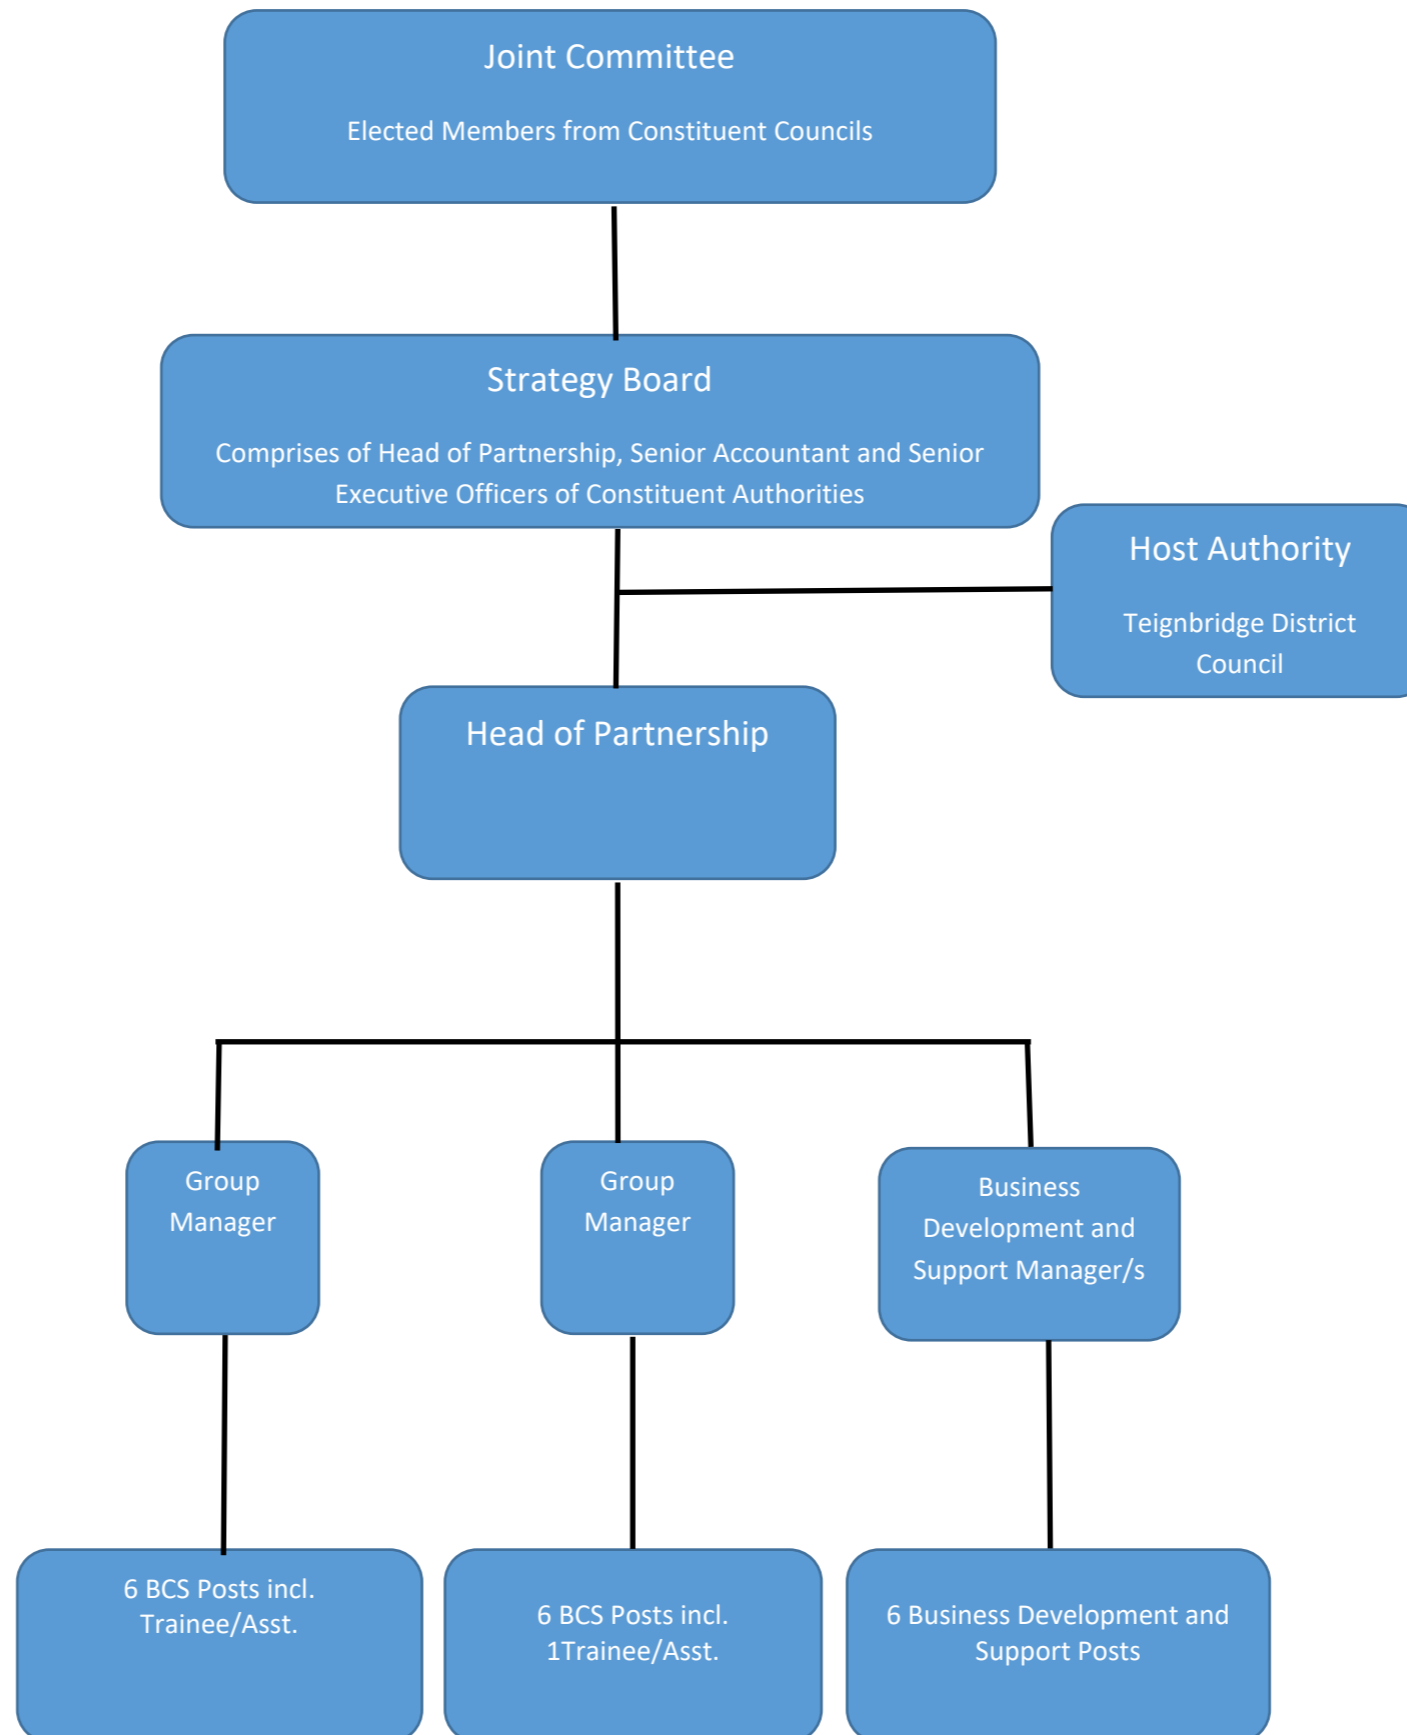 Joint Committee
Elected Members from Constituent Councils
Strategy Board
Comprises of Head of Partnership, Senior Accountant and Senior
Executive Officers of Constituent Authorities
Host Authority
Teignbridge District
Council
Head of Partnership
Group
Manager
Group
Manager
Business
Development and
Support Manager/s
6 BCS Posts incl.
Trainee/Asst.
6 BCS Posts incl.
1Trainee/Asst.
6 Business Development and
Support Posts